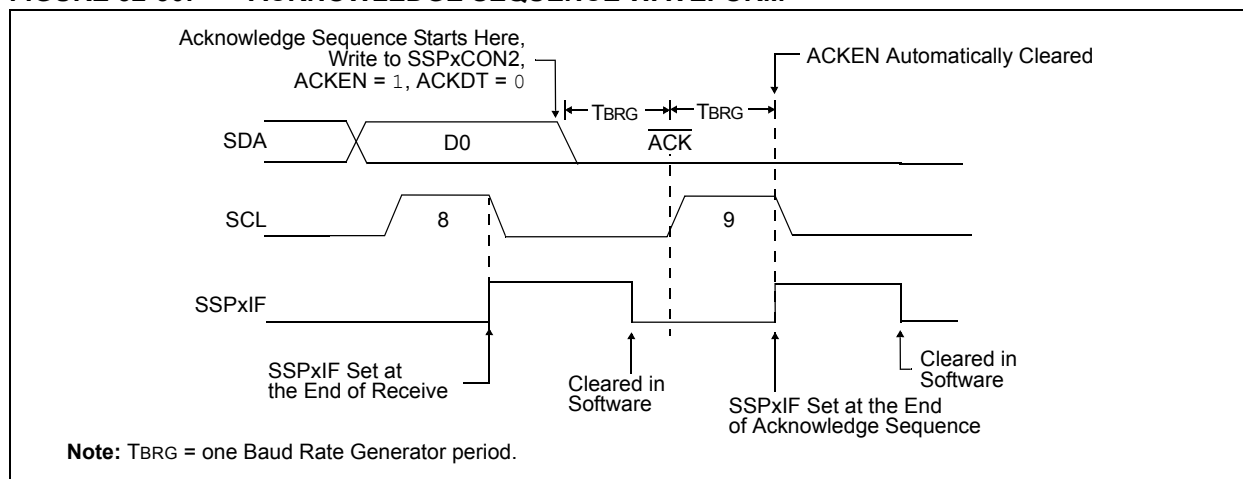 Acknowledge Sequence Starts Here,
Write to SSPxCON2,
ACKEN = 1, ACKDT = 0
ACKEN Automatically Cleared
TBRG
TBRG
SDA
D0
ACK
SCL
8
9
SSPxIF
SSPxIF Set at
the End of Receive
Cleared in
Software
SSPxIF Set at the End
of Acknowledge Sequence
Cleared in
Software
Note: TBRG = one Baud Rate Generator period.